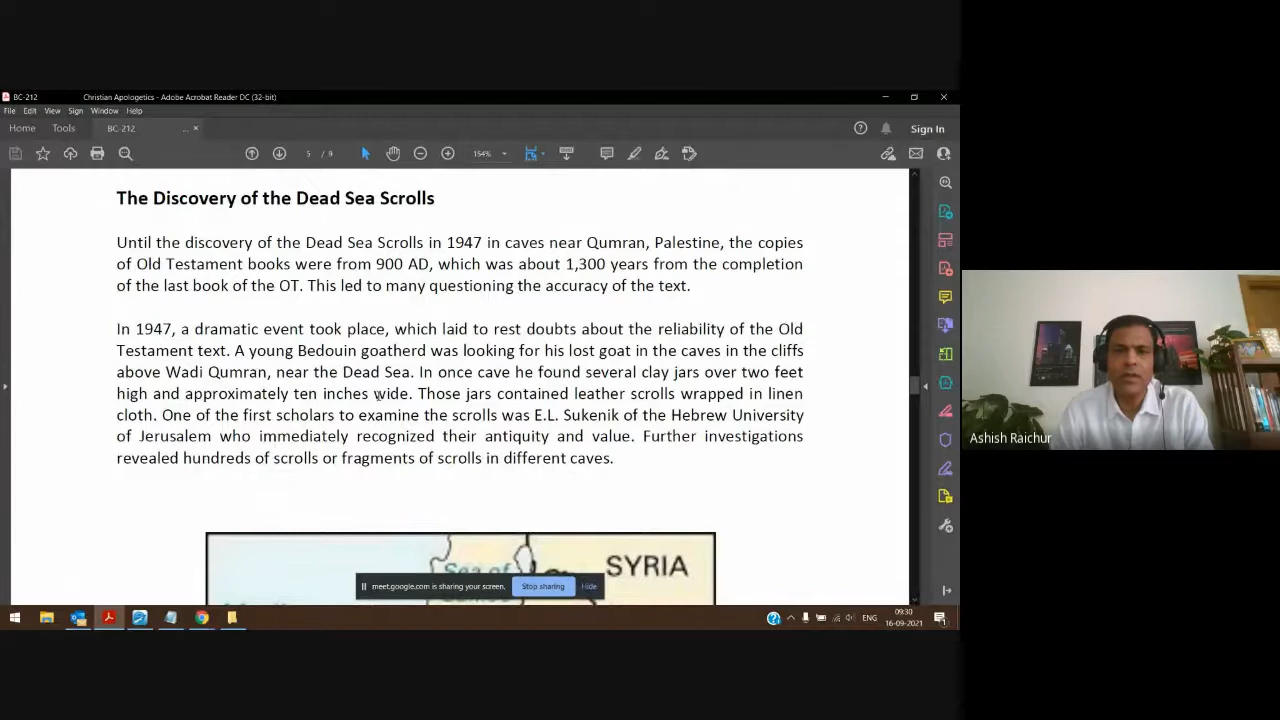 BC-212 Christian Apologetics - Adobe Acrobat Reader DC (32-bit)
File Edit View Sign Window Help
Home Tools BC-212 ... × Sign In
5 / 9 154%
The Discovery of the Dead Sea Scrolls
Until the discovery of the Dead Sea Scrolls in 1947 in caves near Qumran, Palestine, the copies
of Old Testament books were from 900 AD, which was about 1,300 years from the completion
of the last book of the OT. This led to many questioning the accuracy of the text.
In 1947, a dramatic event took place, which laid to rest doubts about the reliability of the Old
Testament text. A young Bedouin goatherd was looking for his lost goat in the caves in the cliffs
above Wadi Qumran, near the Dead Sea. In once cave he found several clay jars over two feet
high and approximately ten inches wide. Those jars contained leather scrolls wrapped in linen
cloth. One of the first scholars to examine the scrolls was E.L. Sukenik of the Hebrew University
of Jerusalem who immediately recognized their antiquity and value. Further investigations
revealed hundreds of scrolls or fragments of scrolls in different caves.
Ashish Raichur
SYRIA
Sea of
meet.google.com is sharing your screen. Stop sharing Hide
ENG
09:30
16-09-2021